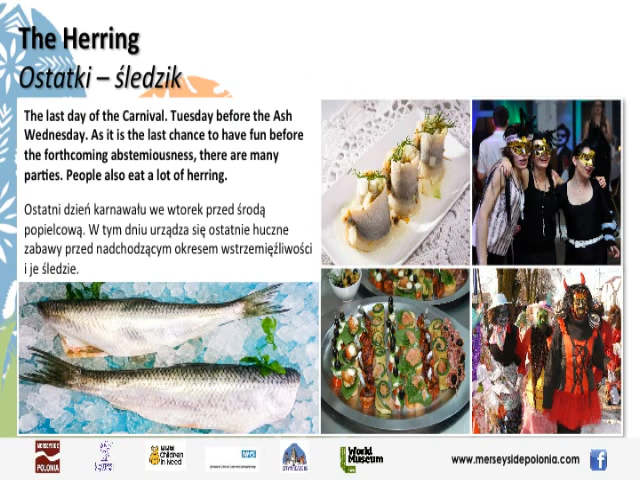 The Herring
Ostatki – śledzik
The last day of the Carnival. Tuesday before the Ash
Wednesday. As it is the last chance to have fun before
the forthcoming abstemiousness, there are many
parties. People also eat a lot of herring.
Ostatni dzień karnawału we wtorek przed środą
popielcową. W tym dniu urządza się ostatnie huczne
zabawy przed nadchodzącym okresem wstrzemięźliwości
i je śledzie.
MERSEYSIDE
POLONIA
Children
in Need
NHS
World
Museum
www.merseysidepolonia.com
f